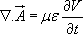 ∇.A⃗ = με ∂V/∂t